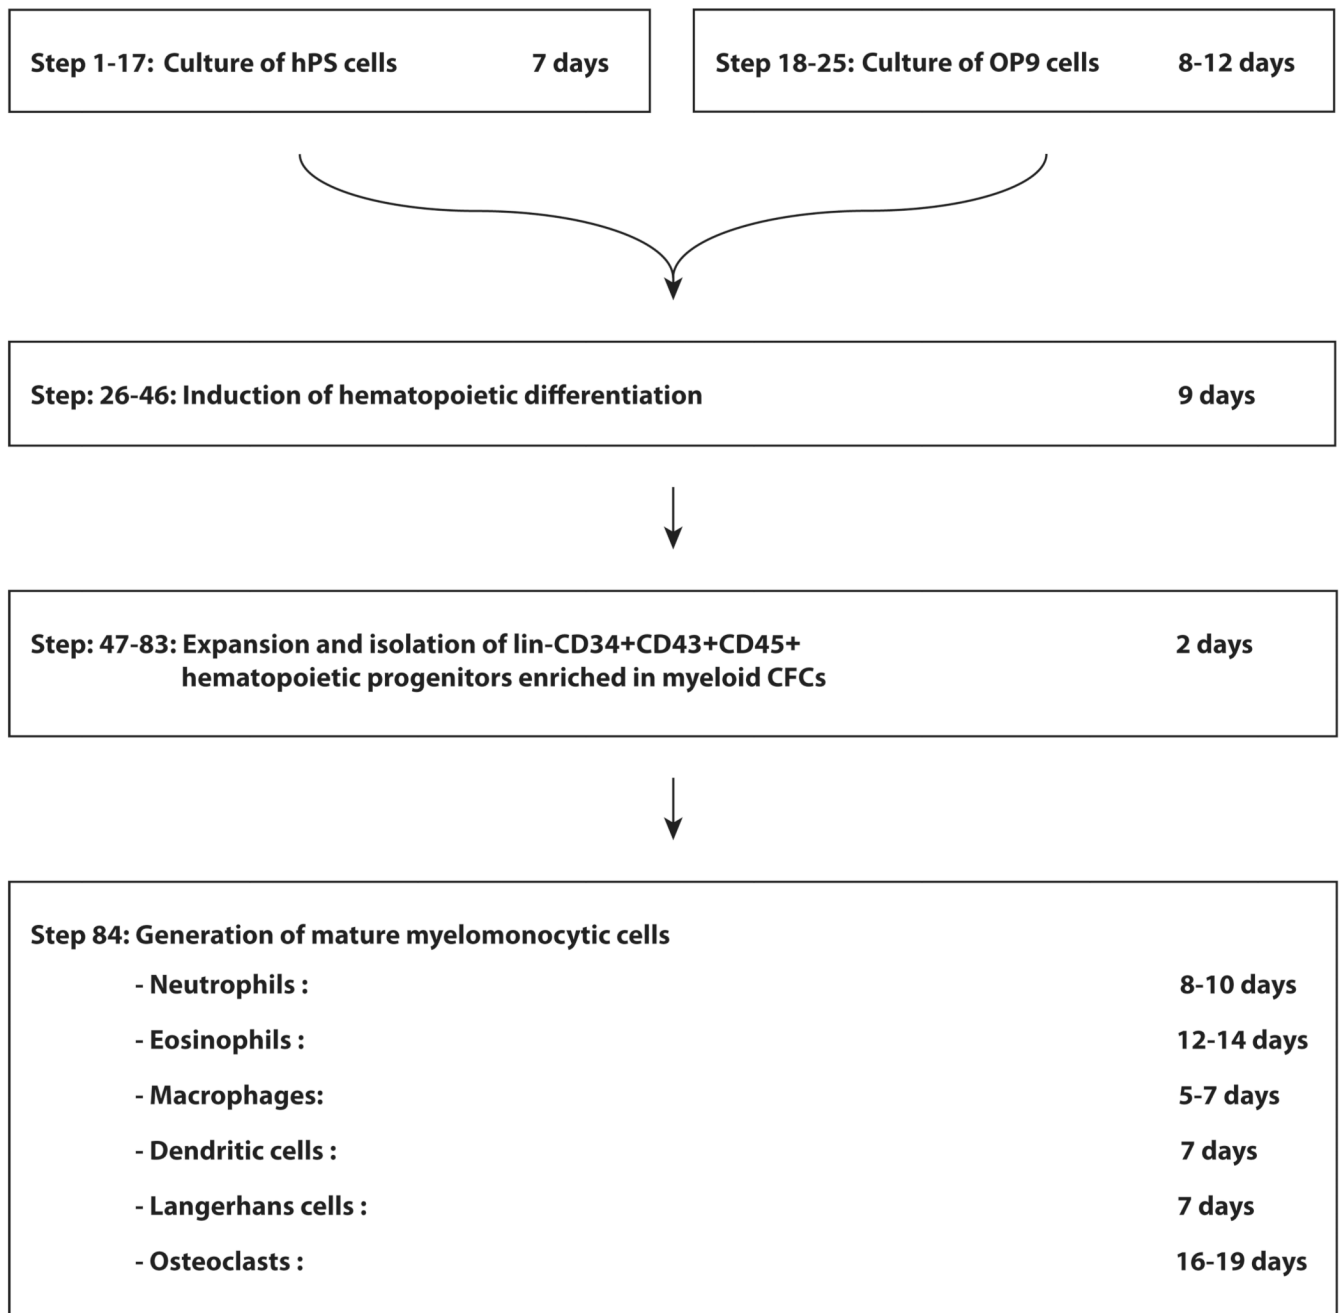 Step 1-17: Culture of hPS cells 7 days
Step 18-25: Culture of OP9 cells 8-12 days
Step: 26-46: Induction of hematopoietic differentiation 9 days
Step: 47-83: Expansion and isolation of lin-CD34+CD43+CD45+ 2 days
hematopoietic progenitors enriched in myeloid CFCs
Step 84: Generation of mature myelomonocytic cells
- Neutrophils : 8-10 days
- Eosinophils : 12-14 days
- Macrophages: 5-7 days
- Dendritic cells : 7 days
- Langerhans cells : 7 days
- Osteoclasts : 16-19 days